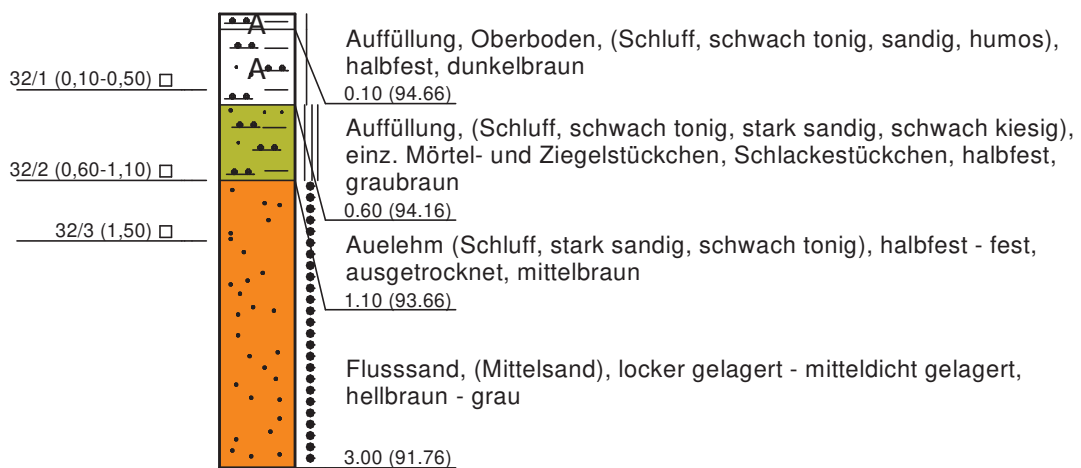 A
Auffüllung, Oberboden, (Schluff, schwach tonig, sandig, humos),
halbfest, dunkelbraun
A
32/1 (0,10-0,50)
0.10 (94.66)
Auffüllung, (Schluff, schwach tonig, stark sandig, schwach kiesig),
einz. Mörtel- und Ziegelstückchen, Schlackestückchen, halbfest,
graubraun
32/2 (0,60-1,10)
0.60 (94.16)
32/3 (1,50)
Auelehm (Schluff, stark sandig, schwach tonig), halbfest - fest,
ausgetrocknet, mittelbraun
1.10 (93.66)
Flusssand, (Mittelsand), locker gelagert - mitteldicht gelagert,
hellbraun - grau
3.00 (91.76)